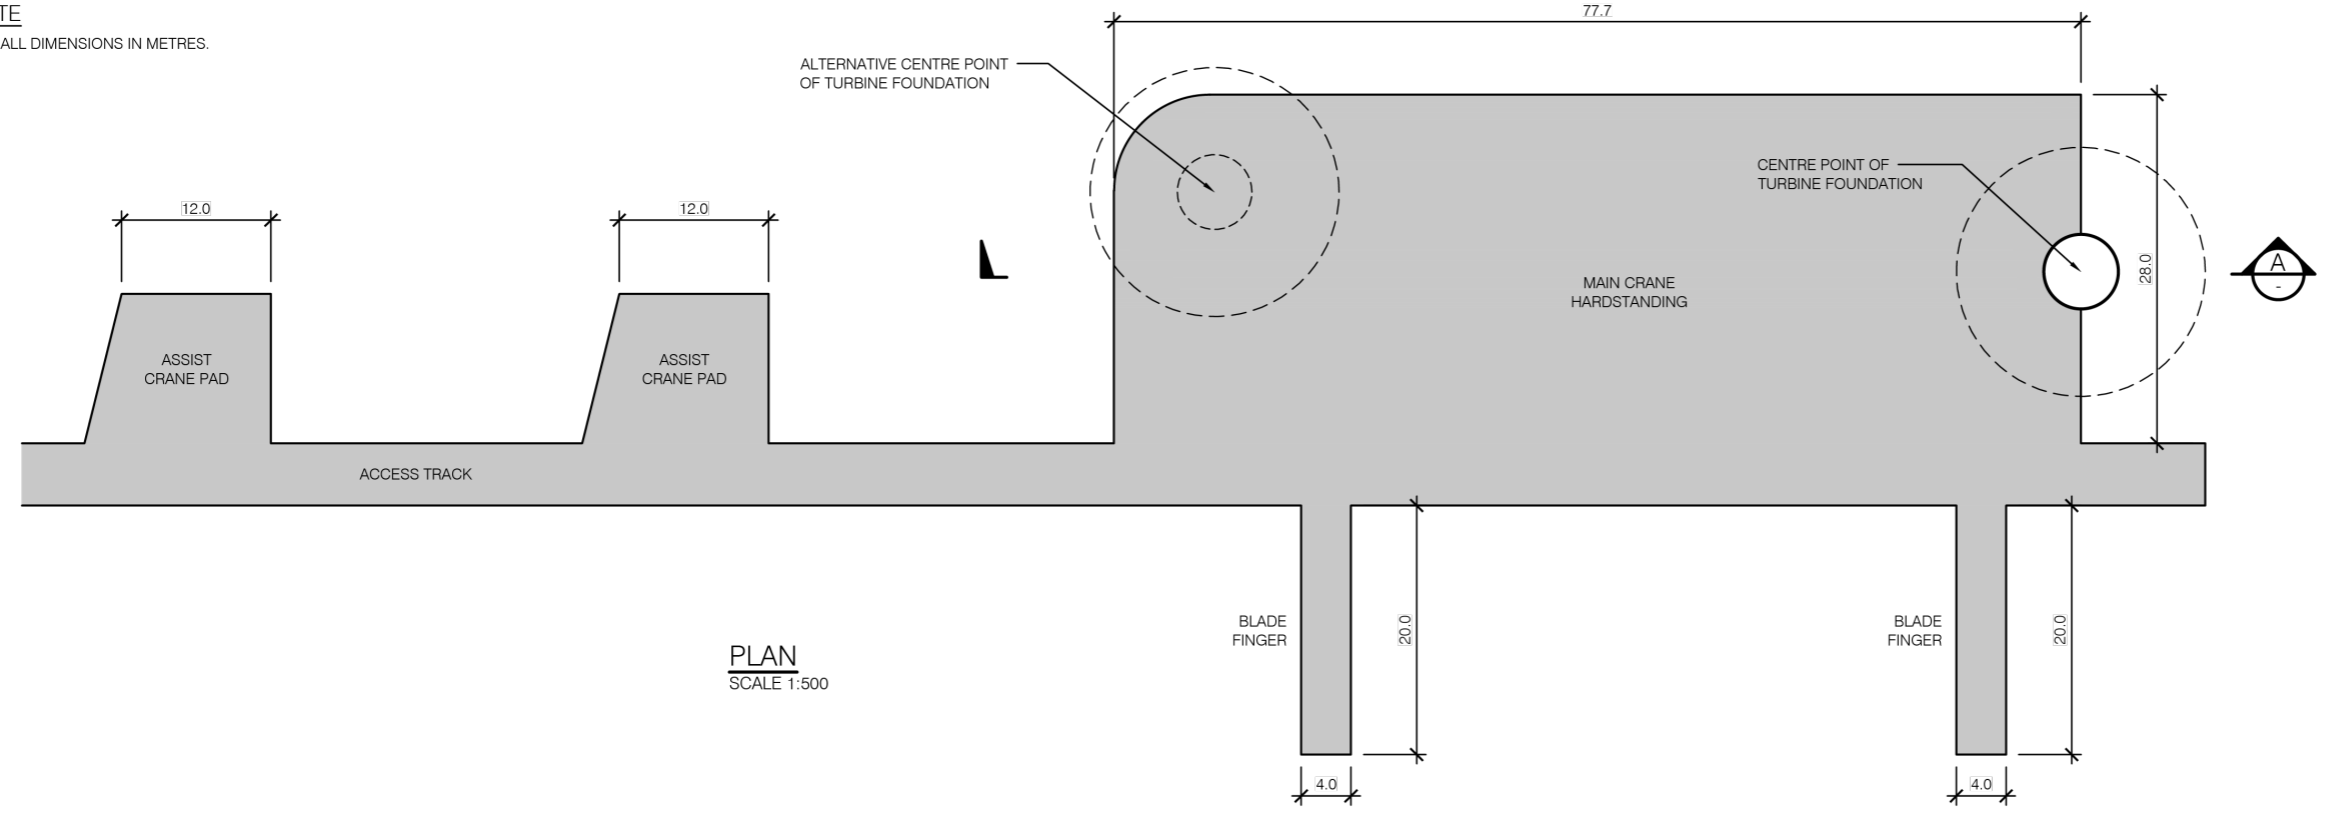 TE
ALL DIMENSIONS IN METRES.
77.7
ALTERNATIVE CENTRE POINT
OF TURBINE FOUNDATION
CENTRE POINT OF
TURBINE FOUNDATION
12.0
12.0
28.0
A
-
MAIN CRANE
HARDSTANDING
ASSIST
CRANE PAD
ASSIST
CRANE PAD
ACCESS TRACK
BLADE
FINGER
20.0
BLADE
FINGER
20.0
PLAN
SCALE 1:500
4.0
4.0